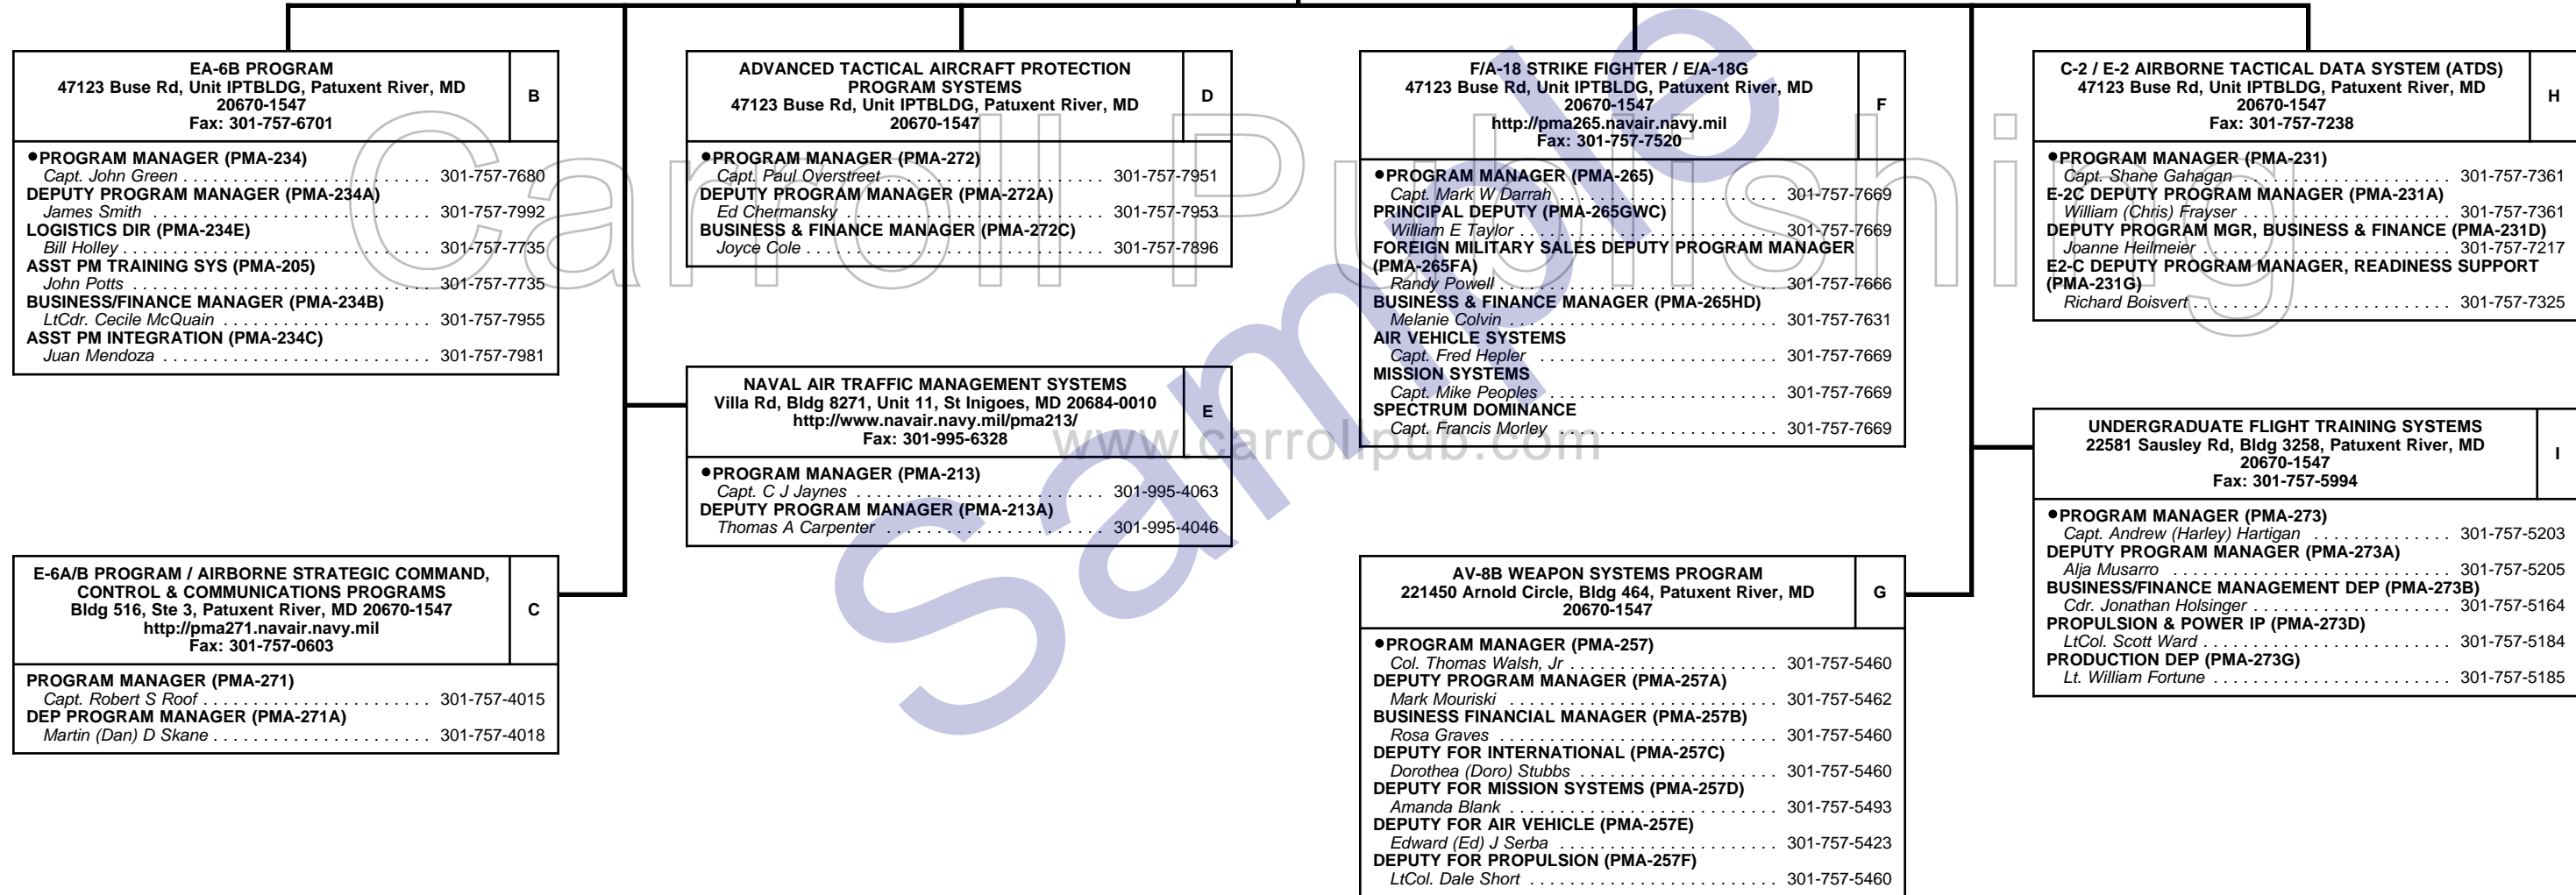 EA-6B PROGRAM
47123 Buse Rd, Unit IPTBLDG, Patuxent River, MD
20670-1547
Fax: 301-757-6701
B
●PROGRAM MANAGER (PMA-234)
Capt. John Green . . . . . . . . . . . . . . . . . . . . . . . . . 301-757-7680
DEPUTY PROGRAM MANAGER (PMA-234A)
James Smith . . . . . . . . . . . . . . . . . . . . . . . . . . . . 301-757-7992
LOGISTICS DIR (PMA-234E)
Bill Holley . . . . . . . . . . . . . . . . . . . . . . . . . . . . . . . 301-757-7735
ASST PM TRAINING SYS (PMA-205)
John Potts . . . . . . . . . . . . . . . . . . . . . . . . . . . . . . 301-757-7735
BUSINESS/FINANCE MANAGER (PMA-234B)
LtCdr. Cecile McQuain . . . . . . . . . . . . . . . . . . . . . 301-757-7955
ASST PM INTEGRATION (PMA-234C)
Juan Mendoza . . . . . . . . . . . . . . . . . . . . . . . . . . . 301-757-7981
E-6A/B PROGRAM / AIRBORNE STRATEGIC COMMAND,
CONTROL & COMMUNICATIONS PROGRAMS
Bldg 516, Ste 3, Patuxent River, MD 20670-1547
http://pma271.navair.navy.mil
Fax: 301-757-0603
C
PROGRAM MANAGER (PMA-271)
Capt. Robert S Roof . . . . . . . . . . . . . . . . . . . . . . . 301-757-4015
DEP PROGRAM MANAGER (PMA-271A)
Martin (Dan) D Skane . . . . . . . . . . . . . . . . . . . . . . 301-757-4018
ADVANCED TACTICAL AIRCRAFT PROTECTION
PROGRAM SYSTEMS
47123 Buse Rd, Unit IPTBLDG, Patuxent River, MD
20670-1547
D
●PROGRAM MANAGER (PMA-272)
Capt. Paul Overstreet . . . . . . . . . . . . . . . . . . . . . . 301-757-7951
DEPUTY PROGRAM MANAGER (PMA-272A)
Ed Chermansky . . . . . . . . . . . . . . . . . . . . . . . . . . 301-757-7953
BUSINESS & FINANCE MANAGER (PMA-272C)
Joyce Cole . . . . . . . . . . . . . . . . . . . . . . . . . . . . . . 301-757-7896
NAVAL AIR TRAFFIC MANAGEMENT SYSTEMS
Villa Rd, Bldg 8271, Unit 11, St Inigoes, MD 20684-0010
http://www.navair.navy.mil/pma213/
Fax: 301-995-6328
E
●PROGRAM MANAGER (PMA-213)
Capt. C J Jaynes . . . . . . . . . . . . . . . . . . . . . . . . . 301-995-4063
DEPUTY PROGRAM MANAGER (PMA-213A)
Thomas A Carpenter . . . . . . . . . . . . . . . . . . . . . . 301-995-4046
F/A-18 STRIKE FIGHTER / E/A-18G
47123 Buse Rd, Unit IPTBLDG, Patuxent River, MD
20670-1547
http://pma265.navair.navy.mil
Fax: 301-757-7520
F
●PROGRAM MANAGER (PMA-265)
Capt. Mark W Darrah . . . . . . . . . . . . . . . . . . . . . . . 301-757-7669
PRINCIPAL DEPUTY (PMA-265GWC)
William E Taylor . . . . . . . . . . . . . . . . . . . . . . . . . . 301-757-7669
FOREIGN MILITARY SALES DEPUTY PROGRAM MANAGER
(PMA-265FA)
Randy Powell . . . . . . . . . . . . . . . . . . . . . . . . . . . . 301-757-7666
BUSINESS & FINANCE MANAGER (PMA-265HD)
Melanie Colvin . . . . . . . . . . . . . . . . . . . . . . . . . . . 301-757-7631
AIR VEHICLE SYSTEMS
Capt. Fred Hepler . . . . . . . . . . . . . . . . . . . . . . . . 301-757-7669
MISSION SYSTEMS
Capt. Mike Peoples . . . . . . . . . . . . . . . . . . . . . . . . 301-757-7669
SPECTRUM DOMINANCE
Capt. Francis Morley . . . . . . . . . . . . . . . . . . . . . . 301-757-7669
AV-8B WEAPON SYSTEMS PROGRAM
221450 Arnold Circle, Bldg 464, Patuxent River, MD
20670-1547
G
●PROGRAM MANAGER (PMA-257)
Col. Thomas Walsh, Jr . . . . . . . . . . . . . . . . . . . . . 301-757-5460
DEPUTY PROGRAM MANAGER (PMA-257A)
Mark Mouriski . . . . . . . . . . . . . . . . . . . . . . . . . . . 301-757-5462
BUSINESS FINANCIAL MANAGER (PMA-257B)
Rosa Graves . . . . . . . . . . . . . . . . . . . . . . . . . . . . 301-757-5460
DEPUTY FOR INTERNATIONAL (PMA-257C)
Dorothea (Doro) Stubbs . . . . . . . . . . . . . . . . . . . . 301-757-5460
DEPUTY FOR MISSION SYSTEMS (PMA-257D)
Amanda Blank . . . . . . . . . . . . . . . . . . . . . . . . . . . 301-757-5493
DEPUTY FOR AIR VEHICLE (PMA-257E)
Edward (Ed) J Serba . . . . . . . . . . . . . . . . . . . . . . 301-757-5423
DEPUTY FOR PROPULSION (PMA-257F)
LtCol. Dale Short . . . . . . . . . . . . . . . . . . . . . . . . . 301-757-5460
C-2 / E-2 AIRBORNE TACTICAL DATA SYSTEM (ATDS)
47123 Buse Rd, Unit IPTBLDG, Patuxent River, MD
20670-1547
Fax: 301-757-7238
H
●PROGRAM MANAGER (PMA-231)
Capt. Shane Gahagan . . . . . . . . . . . . . . . . . . . . . 301-757-7361
E-2C DEPUTY PROGRAM MANAGER (PMA-231A)
William (Chris) Frayser . . . . . . . . . . . . . . . . . . . . . 301-757-7361
DEPUTY PROGRAM MGR, BUSINESS & FINANCE (PMA-231D)
Joanne Heilmeier . . . . . . . . . . . . . . . . . . . . . . . . . 301-757-7217
E2-C DEPUTY PROGRAM MANAGER, READINESS SUPPORT
(PMA-231G)
Richard Boisvert . . . . . . . . . . . . . . . . . . . . . . . . . . 301-757-7325
UNDERGRADUATE FLIGHT TRAINING SYSTEMS
22581 Sausley Rd, Bldg 3258, Patuxent River, MD
20670-1547
Fax: 301-757-5994
I
●PROGRAM MANAGER (PMA-273)
Capt. Andrew (Harley) Hartigan . . . . . . . . . . . . . . 301-757-5203
DEPUTY PROGRAM MANAGER (PMA-273A)
Alja Musarro . . . . . . . . . . . . . . . . . . . . . . . . . . . . 301-757-5205
BUSINESS/FINANCE MANAGEMENT DEP (PMA-273B)
Cdr. Jonathan Holsinger . . . . . . . . . . . . . . . . . . . . 301-757-5164
PROPULSION & POWER IP (PMA-273D)
LtCol. Scott Ward . . . . . . . . . . . . . . . . . . . . . . . . . 301-757-5184
PRODUCTION DEP (PMA-273G)
Lt. William Fortune . . . . . . . . . . . . . . . . . . . . . . . . 301-757-5185
Carroll Publishing
www.carrollpub.com
Sample